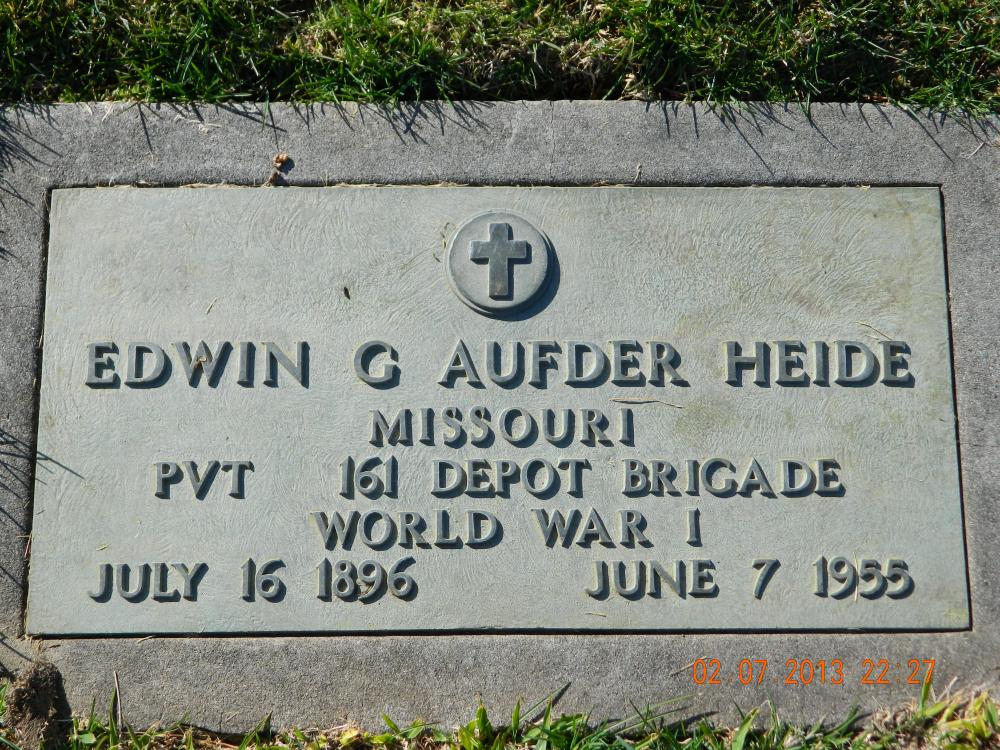 EDWIN G AUFDER HEIDE
MISSOURI
PVT 161 DEPOT BRIGADE
WORLD WAR I
JULY 16 1896 JUNE 7 1955
02 07 2013 22:27